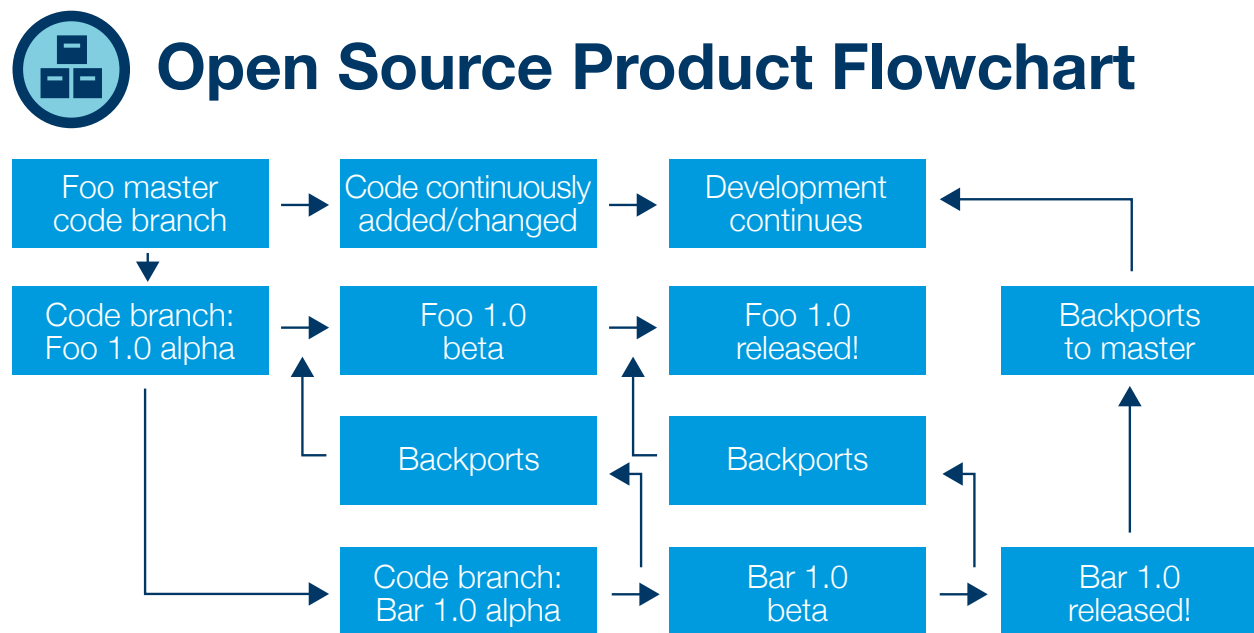 Open Source Product Flowchart
Foo master
code branch
Code continuously
added/changed
Development
continues
Code branch:
Foo 1.0 alpha
Foo 1.0
beta
Foo 1.0
released!
Backports
to master
Backports
Backports
Code branch:
Bar 1.0 alpha
Bar 1.0
beta
Bar 1.0
released!